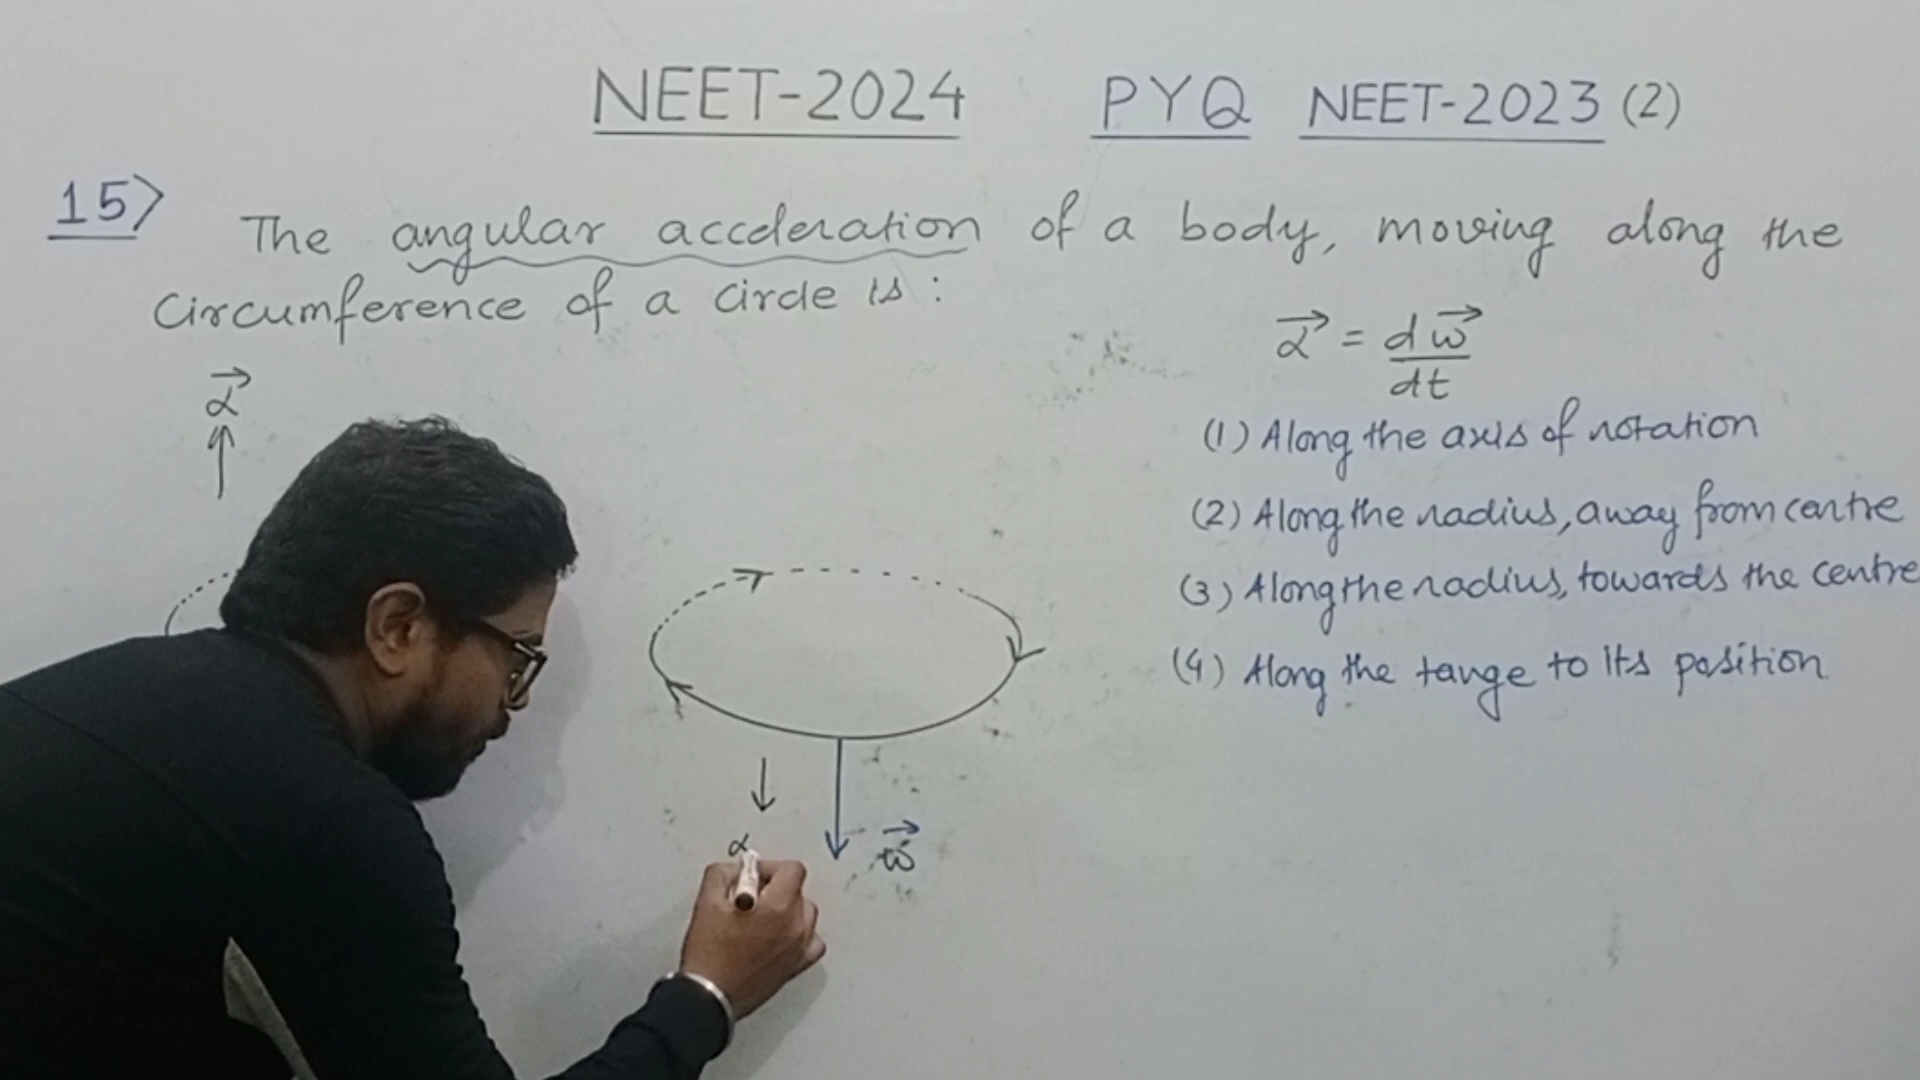 NEET-2024 PYQ NEET-2023 (2)
15> The angular acceleration of a body, moving along the
circumference of a circle is :
α⃗ = dω⃗/dt
α⃗
(1) Along the axis of rotation
(2) Along the radius, away from centre
(3) Along the radius, towards the centre
(4) Along the tange to its position
α
ω⃗